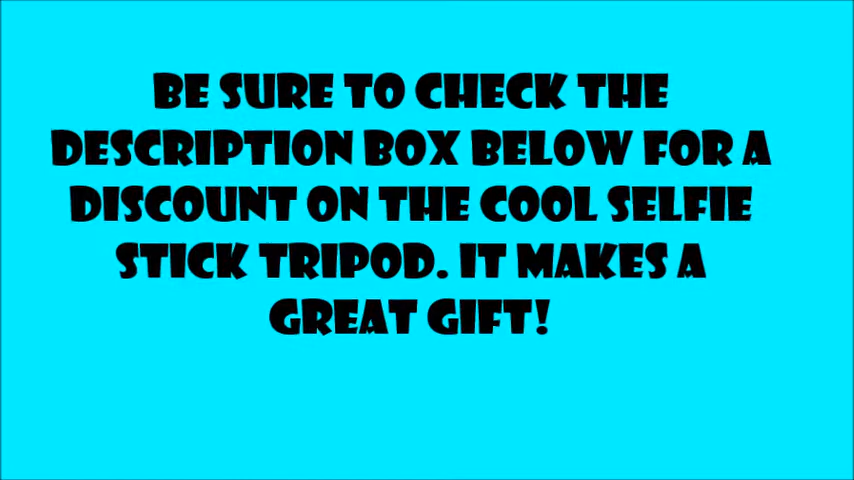 BE SURE TO CHECK THE
DESCRIPTION BOX BELOW FOR A
DISCOUNT ON THE COOL SELFIE
STICK TRIPOD. IT MAKES A
GREAT GIFT!